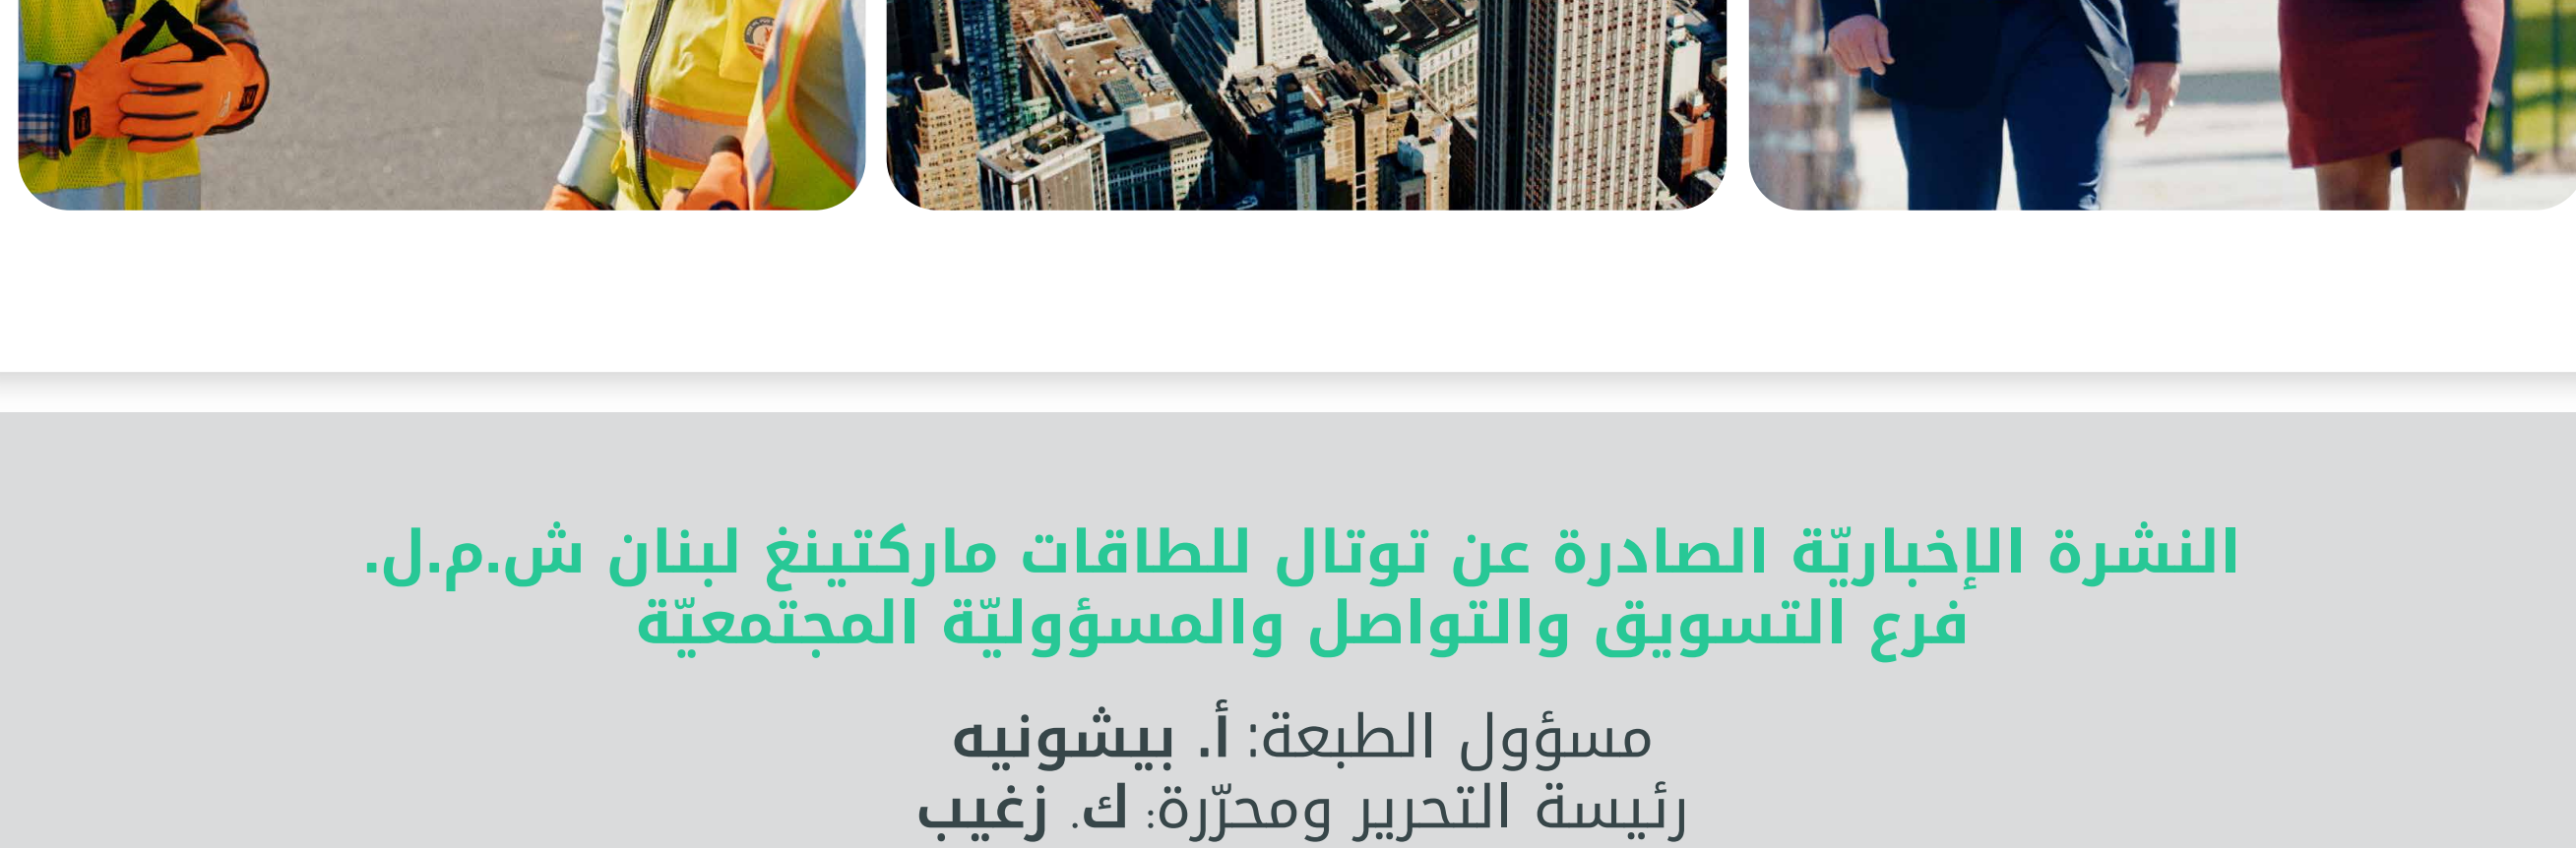 النشرة الإخباريّة الصادرة عن توتال للطاقات ماركتينغ لبنان ش.م.ل.
فرع التسويق والتواصل والمسؤوليّة المجتمعيّة
مسؤول الطبعة: أ. بيشونيه
رئيسة التحرير ومحرّرة: ك. زغيب